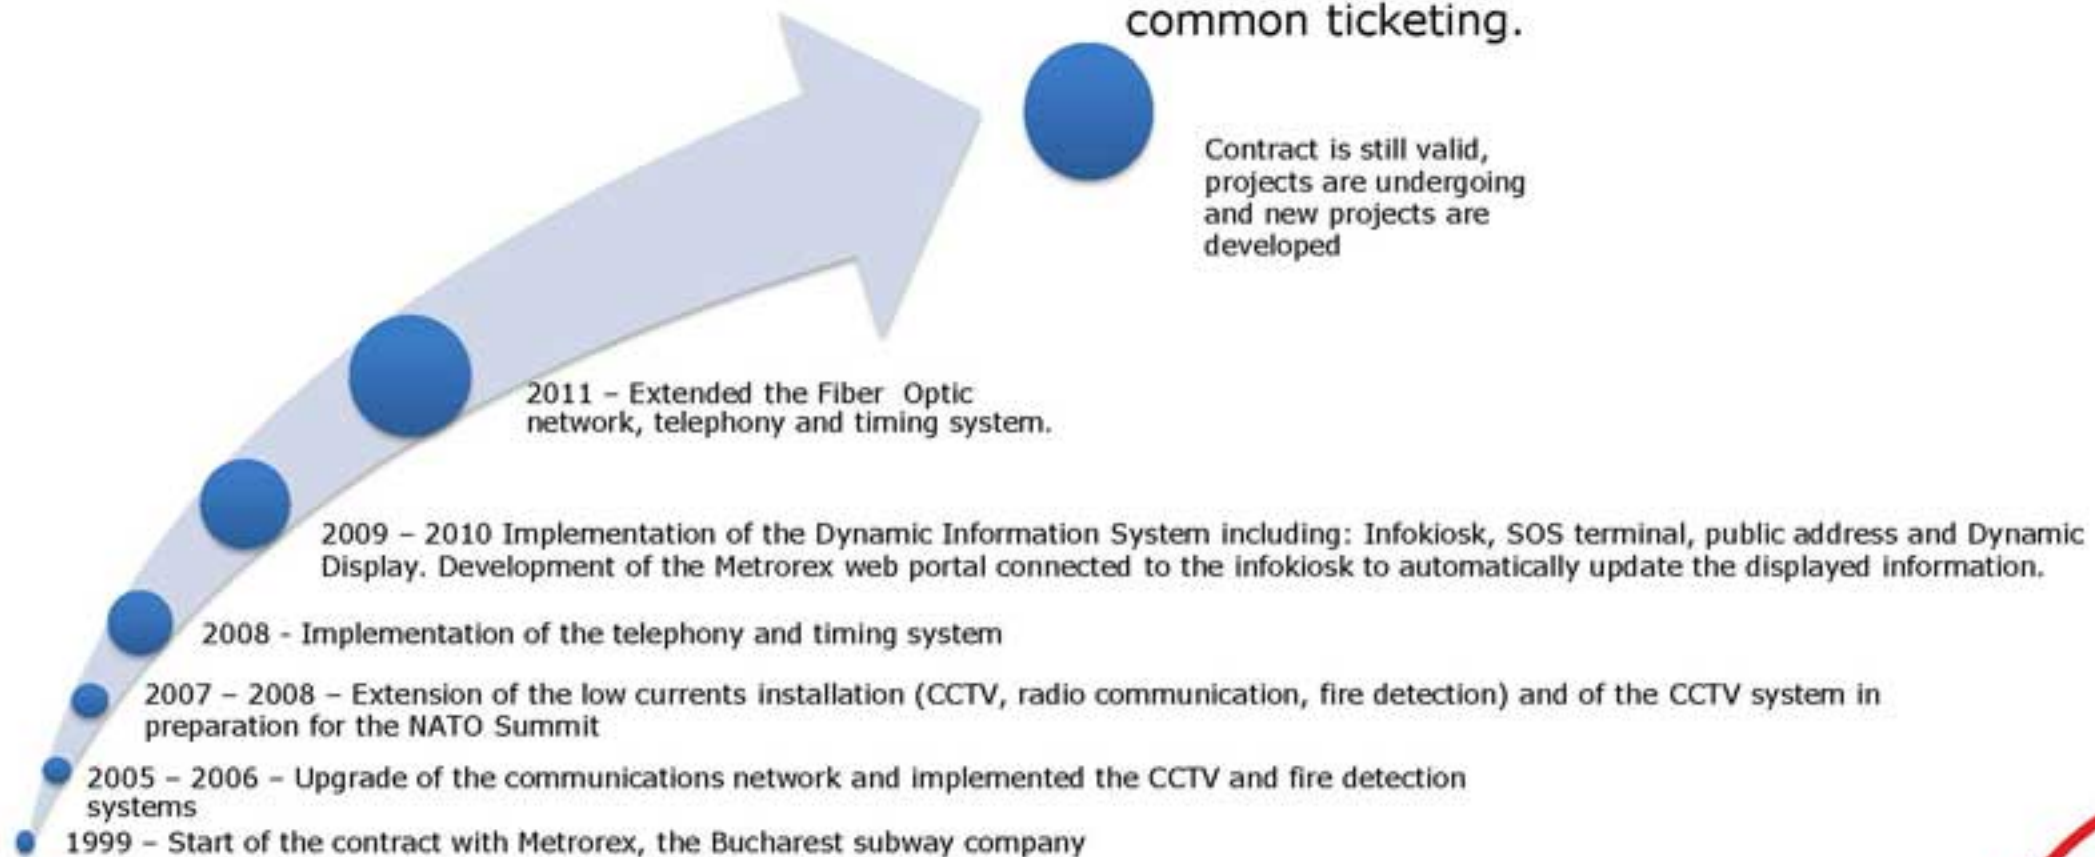 common ticketing.
Contract is still valid,
projects are undergoing
and new projects are
developed
2011 – Extended the Fiber Optic
network, telephony and timing system.
2009 – 2010 Implementation of the Dynamic Information System including: Infokiosk, SOS terminal, public address and Dynamic
Display. Development of the Metrorex web portal connected to the infokiosk to automatically update the displayed information.
2008 - Implementation of the telephony and timing system
2007 – 2008 – Extension of the low currents installation (CCTV, radio communication, fire detection) and of the CCTV system in
preparation for the NATO Summit
2005 – 2006 – Upgrade of the communications network and implemented the CCTV and fire detection
systems
1999 – Start of the contract with Metrorex, the Bucharest subway company